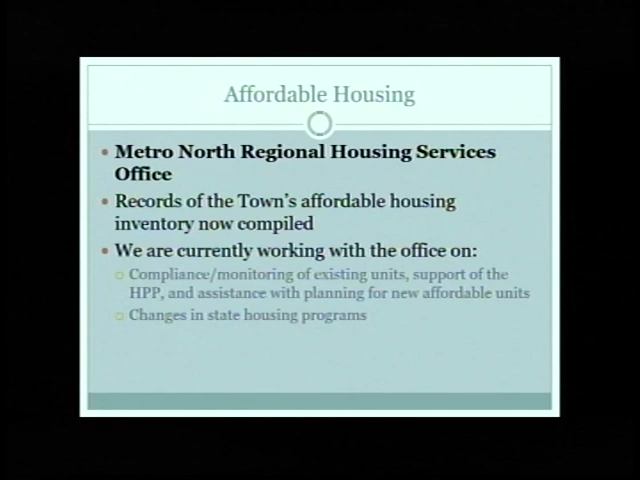 Affordable Housing
Metro North Regional Housing Services
Office
Records of the Town's affordable housing
inventory now compiled
We are currently working with the office on:
Compliance/monitoring of existing units, support of the
HPP, and assistance with planning for new affordable units
Changes in state housing programs